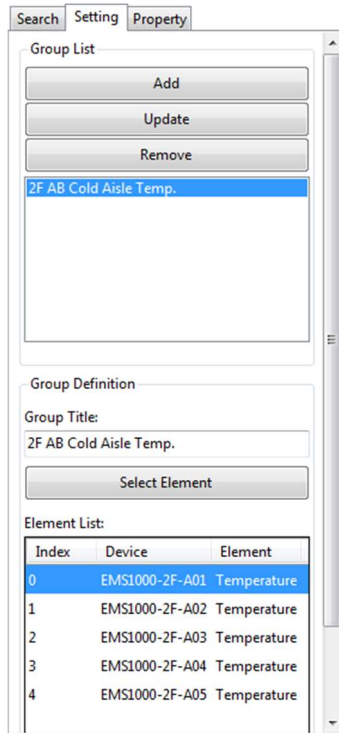 Search Setting Property
Group List
Add
Update
Remove
2F AB Cold Aisle Temp.
Group Definition
Group Title:
2F AB Cold Aisle Temp.
Select Element
Element List:
Index Device Element
0 EMS1000-2F-A01 Temperature
1 EMS1000-2F-A02 Temperature
2 EMS1000-2F-A03 Temperature
3 EMS1000-2F-A04 Temperature
4 EMS1000-2F-A05 Temperature